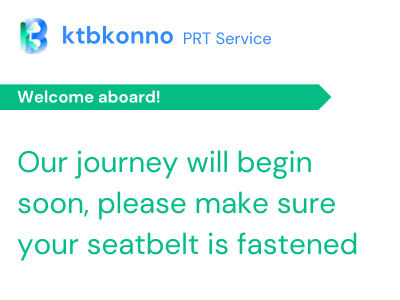 ktbkonno PRT Service
Welcome aboard!
Our journey will begin
soon, please make sure
your seatbelt is fastened